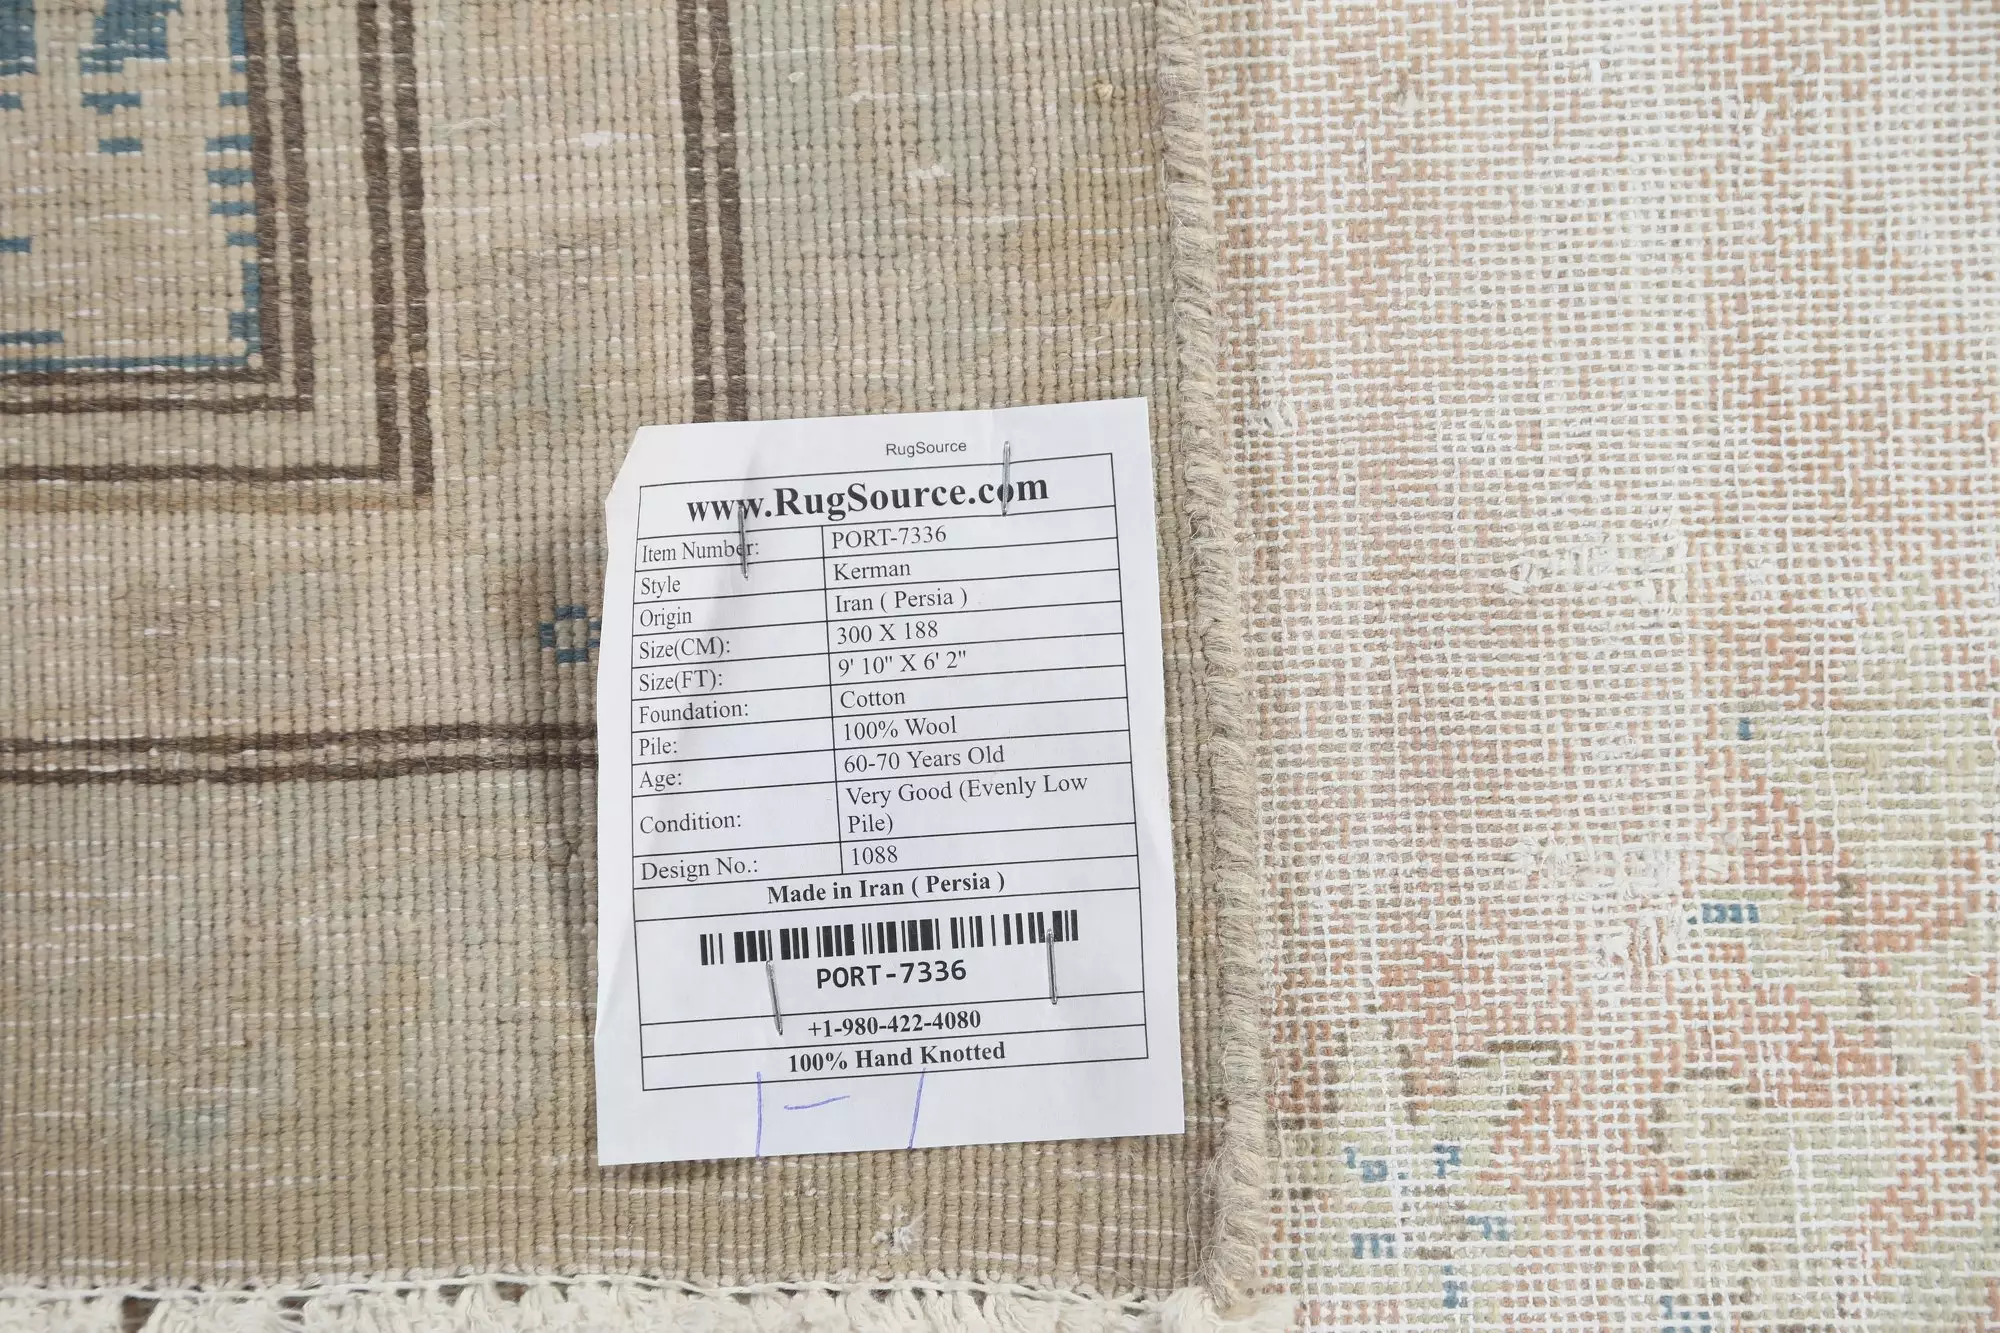 RugSource
www.RugSource.com
Item Number: PORT-7336
Style Kerman
Origin Iran ( Persia )
Size(CM): 300 X 188
Size(FT): 9' 10" X 6' 2"
Foundation: Cotton
Pile: 100% Wool
Age: 60-70 Years Old
Condition: Very Good (Evenly Low
Pile)
Design No.: 1088
Made in Iran ( Persia )
PORT-7336
+1-980-422-4080
100% Hand Knotted
1-1